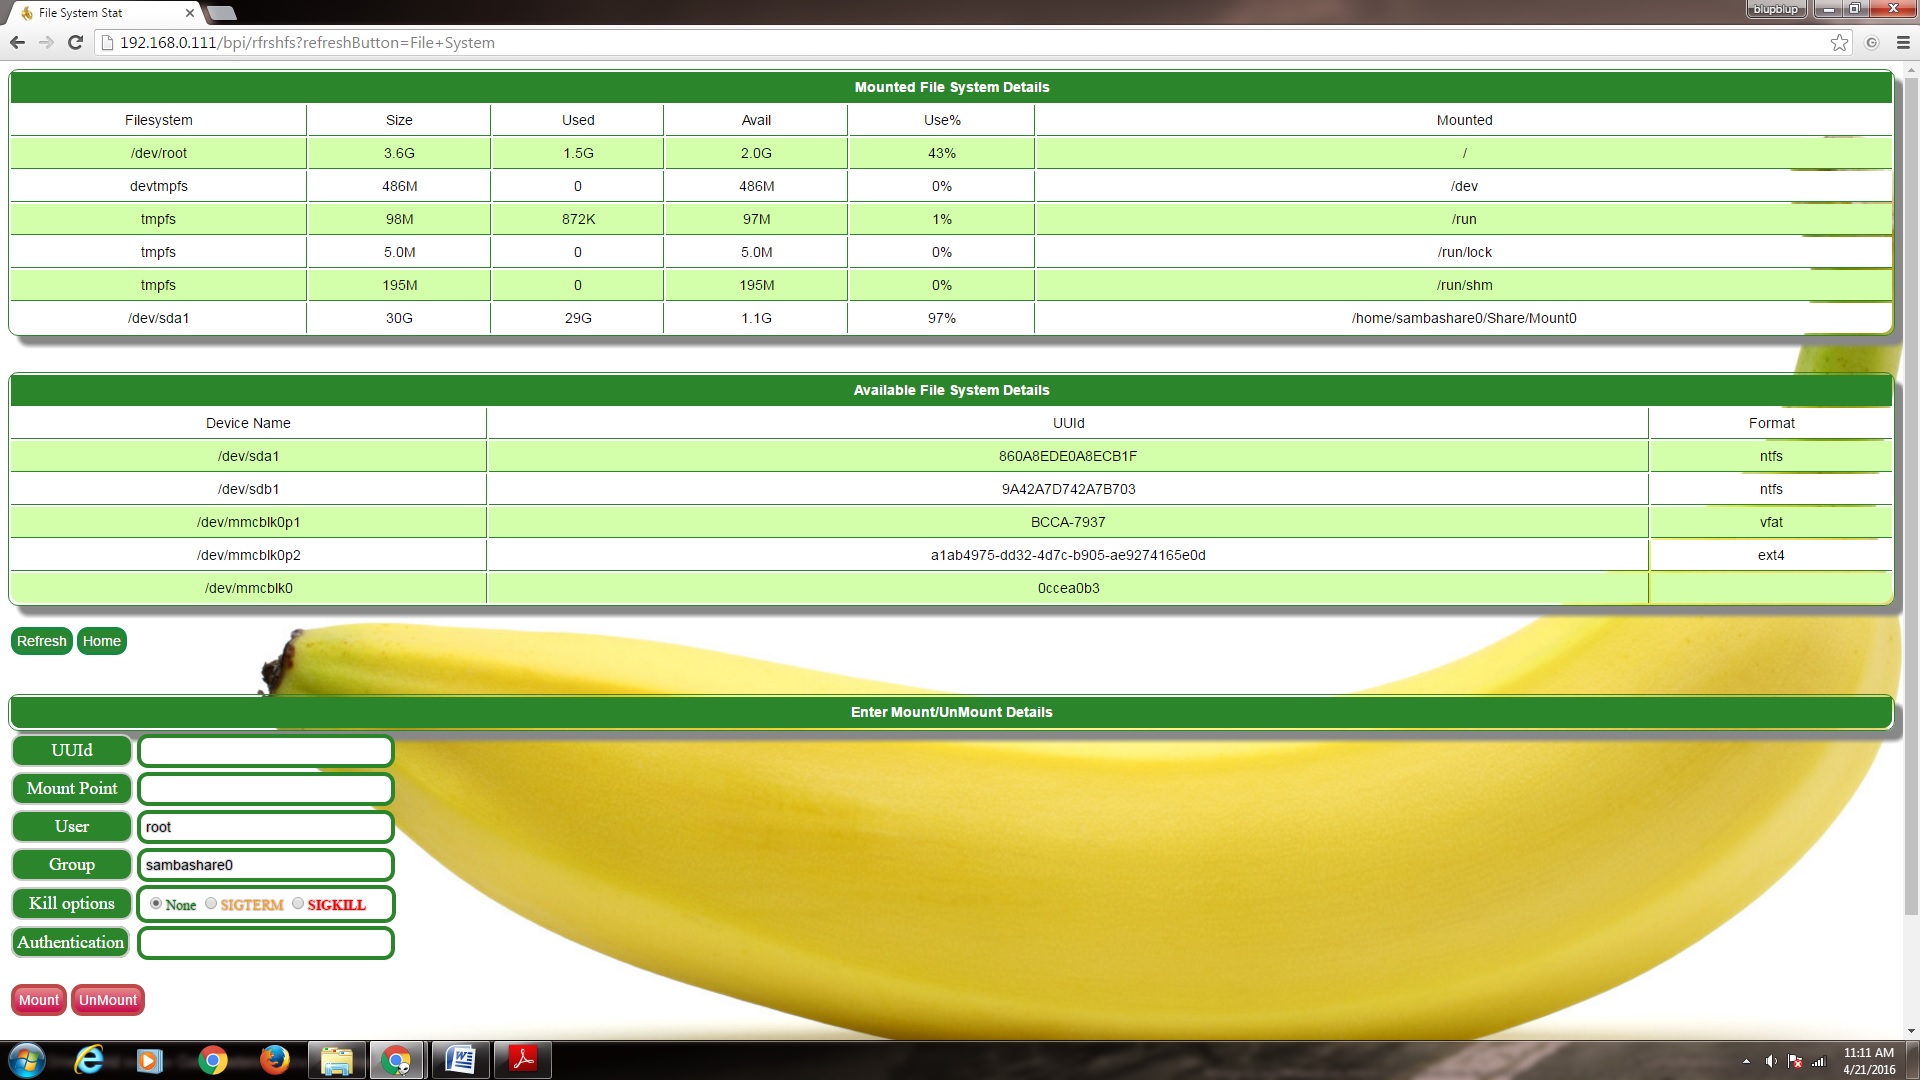 File System Stat
blupblup
192.168.0.111/bpi/rfrshfs?refreshButton=File+System
Mounted File System Details
Filesystem Size Used Avail Use% Mounted
/dev/root 3.6G 1.5G 2.0G 43% /
devtmpfs 486M 0 486M 0% /dev
tmpfs 98M 872K 97M 1% /run
tmpfs 5.0M 0 5.0M 0% /run/lock
tmpfs 195M 0 195M 0% /run/shm
/dev/sda1 30G 29G 1.1G 97% /home/sambashare0/Share/Mount0
Available File System Details
Device Name UUId Format
/dev/sda1 860A8EDE0A8ECB1F ntfs
/dev/sdb1 9A42A7D742A7B703 ntfs
/dev/mmcblk0p1 BCCA-7937 vfat
/dev/mmcblk0p2 a1ab4975-dd32-4d7c-b905-ae9274165e0d ext4
/dev/mmcblk0 0ccea0b3
Refresh Home
Enter Mount/UnMount Details
UUId
Mount Point
User root
Group sambashare0
Kill options None SIGTERM SIGKILL
Authentication
Mount UnMount
11:11 AM
4/21/2016